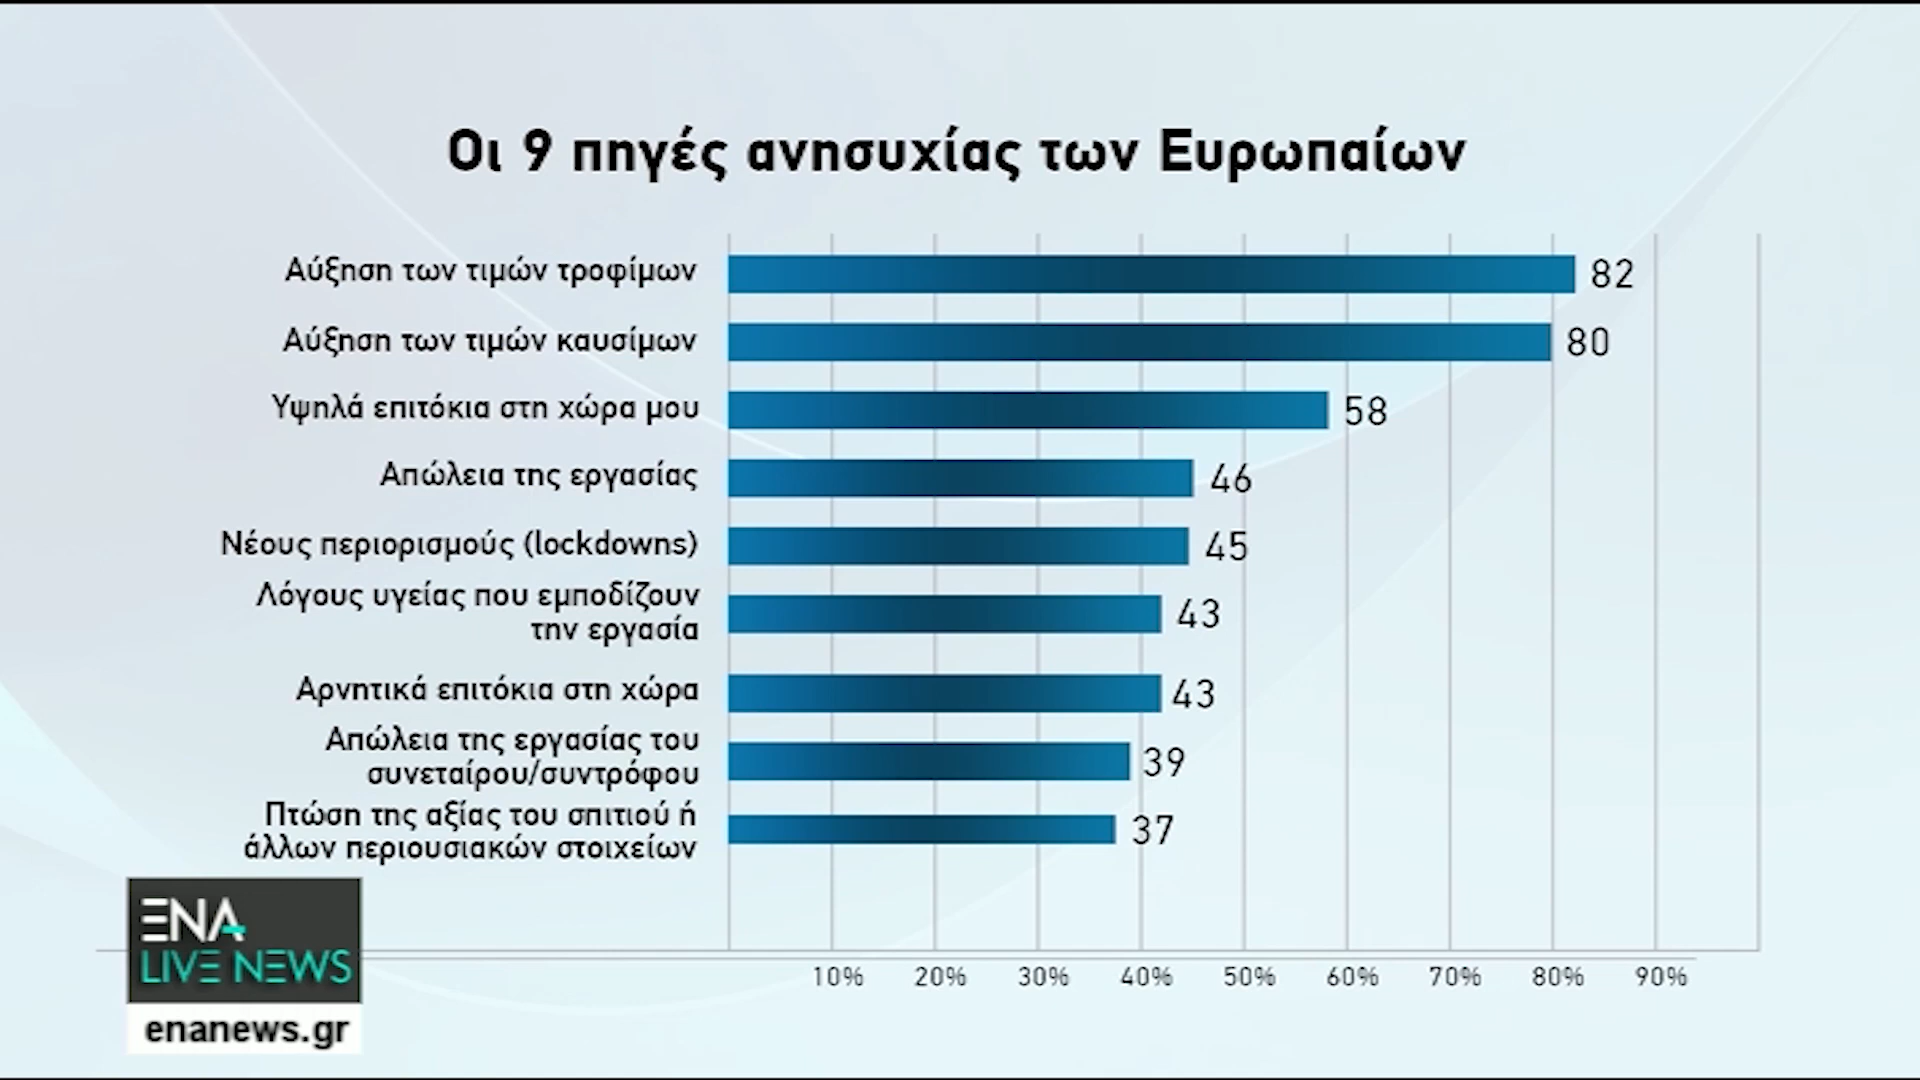 Οι 9 πηγές ανησυχίας των Ευρωπαίων
Αύξηση των τιμών τροφίμων 82
Αύξηση των τιμών καυσίμων 80
Υψηλά επιτόκια στη χώρα μου 58
Απώλεια της εργασίας 46
Νέους περιορισμούς (lockdowns) 45
Λόγους υγείας που εμποδίζουν
την εργασία 43
Αρνητικά επιτόκια στη χώρα 43
Απώλεια της εργασίας του
συνεταίρου/συντρόφου 39
Πτώση της αξίας του σπιτιού ή
άλλων περιουσιακών στοιχείων 37
10% 20% 30% 40% 50% 60% 70% 80% 90%
ENA
LIVE NEWS
enanews.gr